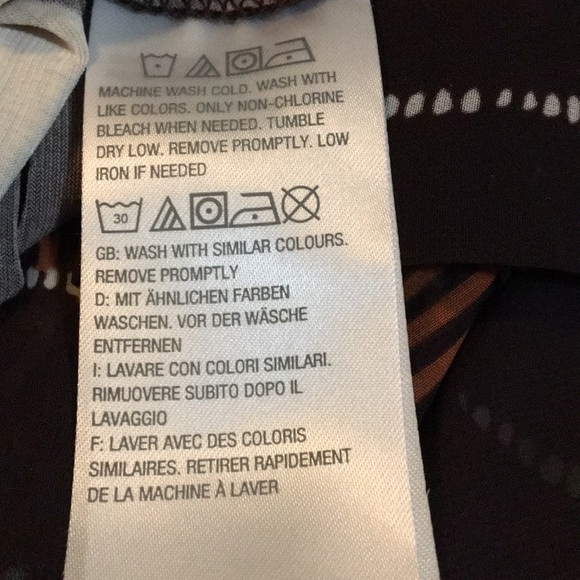 MACHINE WASH COLD. WASH WITH
LIKE COLORS. ONLY NON-CHLORINE
BLEACH WHEN NEEDED. TUMBLE
DRY LOW. REMOVE PROMPTLY. LOW
IRON IF NEEDED
30
GB: WASH WITH SIMILAR COLOURS.
REMOVE PROMPTLY
D: MIT ÄHNLICHEN FARBEN
WASCHEN. VOR DER WÄSCHE
ENTFERNEN
I: LAVARE CON COLORI SIMILARI.
RIMUOVERE SUBITO DOPO IL
LAVAGGIO
F: LAVER AVEC DES COLORIS
SIMILAIRES. RETIRER RAPIDEMENT
DE LA MACHINE À LAVER